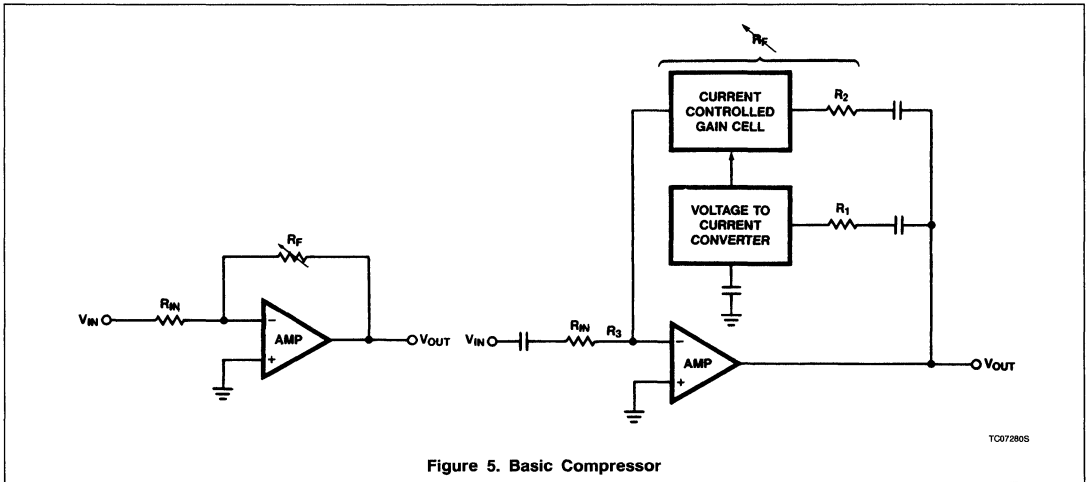 RF
CURRENT
CONTROLLED
GAIN CELL
R2
VOLTAGE TO
CURRENT
CONVERTER
R1
RF
VIN
RIN
−
AMP
+
VOUT
VIN
RIN
R3
−
AMP
+
VOUT
TC07280S
Figure 5. Basic Compressor